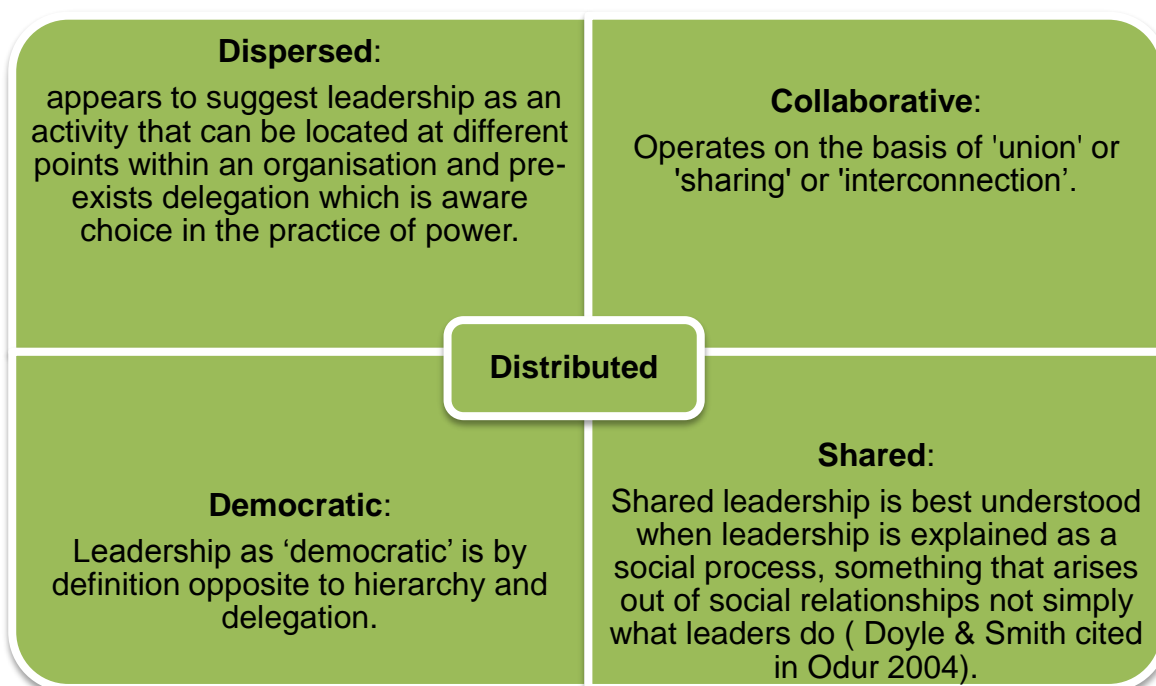 Dispersed:
appears to suggest leadership as an
activity that can be located at different
points within an organisation and pre-
exists delegation which is aware
choice in the practice of power.
Collaborative:
Operates on the basis of 'union' or
'sharing' or 'interconnection’.
Distributed
Democratic:
Leadership as ‘democratic’ is by
definition opposite to hierarchy and
delegation.
Shared:
Shared leadership is best understood
when leadership is explained as a
social process, something that arises
out of social relationships not simply
what leaders do ( Doyle & Smith cited
in Odur 2004).